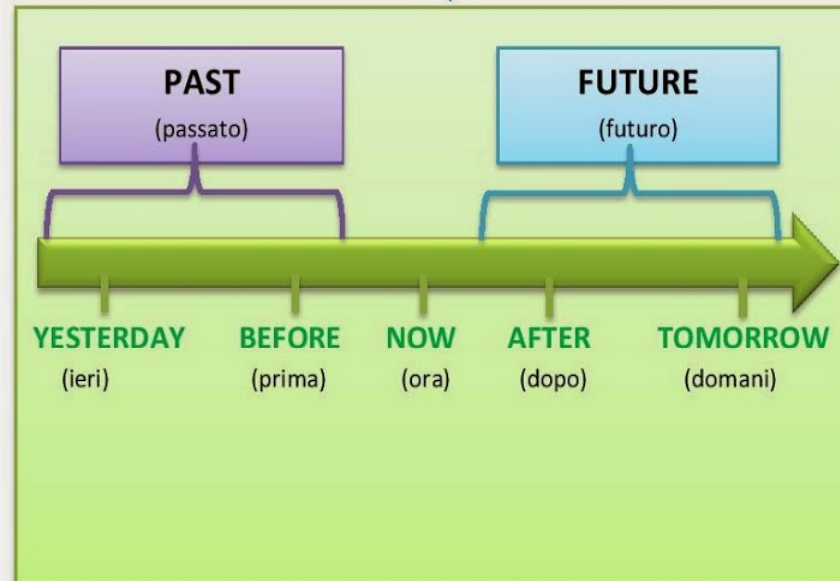 PAST
(passato)
FUTURE
(futuro)
YESTERDAY BEFORE NOW AFTER TOMORROW
(ieri) (prima) (ora) (dopo) (domani)